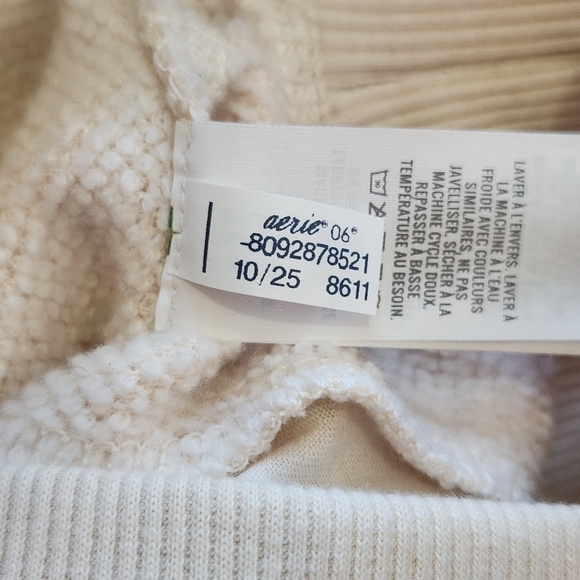 aerie® 06®
-8092878521
10/25 8611
LAVER À L'ENVERS. LAVER À
LA MACHINE À L'EAU
FROIDE AVEC COULEURS
SIMILAIRES. NE PAS
JAVELLISER. SÉCHER À LA
MACHINE CYCLE DOUX.
REPASSER À BASSE
TEMPÉRATURE AU BESOIN.